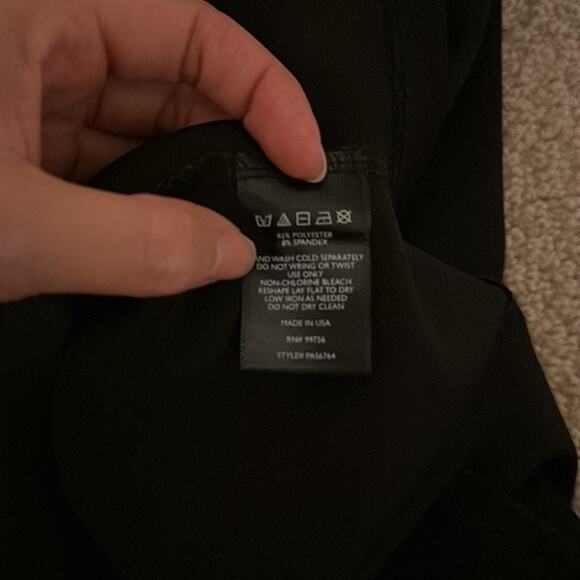 92% POLYESTER
8% SPANDEX
AND WASH COLD SEPARATELY
DO NOT WRING OR TWIST
USE ONLY
NON-CHLORINE BLEACH
RESHAPE LAY FLAT TO DRY
LOW IRON AS NEEDED
DO NOT DRY CLEAN
MADE IN USA
RN# 99756
STYLE# PA56764